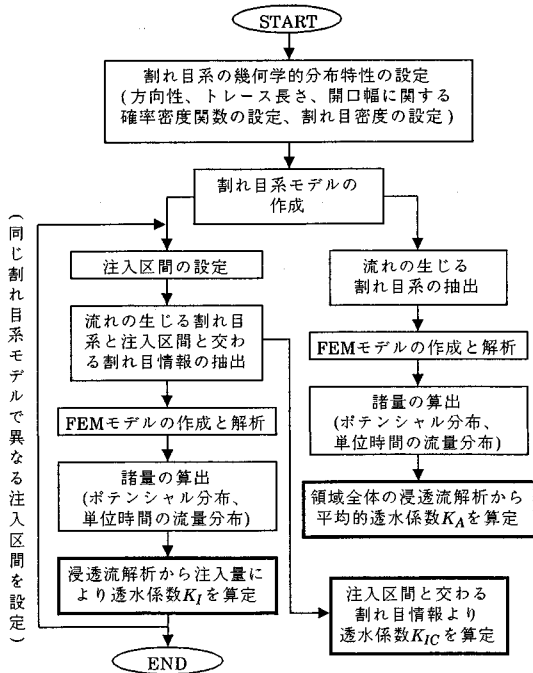 START
割れ目系の幾何学的分布特性の設定
(方向性、トレース長さ、開口幅に関する
確率密度関数の設定、割れ目密度の設定)
割れ目系モデルの
作成
(同じ割れ目系モデルで異なる注入区間を設定)
注入区間の設定
流れの生じる割れ目
系と注入区間と交わ
る割れ目情報の抽出
FEMモデルの作成と解析
諸量の算出
(ポテンシャル分布、
単位時間の流量分布)
浸透流解析から注入量に
より透水係数K_Iを算定
END
流れの生じる
割れ目系の抽出
FEMモデルの作成と解析
諸量の算出
(ポテンシャル分布、
単位時間の流量分布)
領域全体の浸透流解析から
平均的透水係数K_Aを算定
注入区間と交わる
割れ目情報より
透水係数K_{IC}を算定